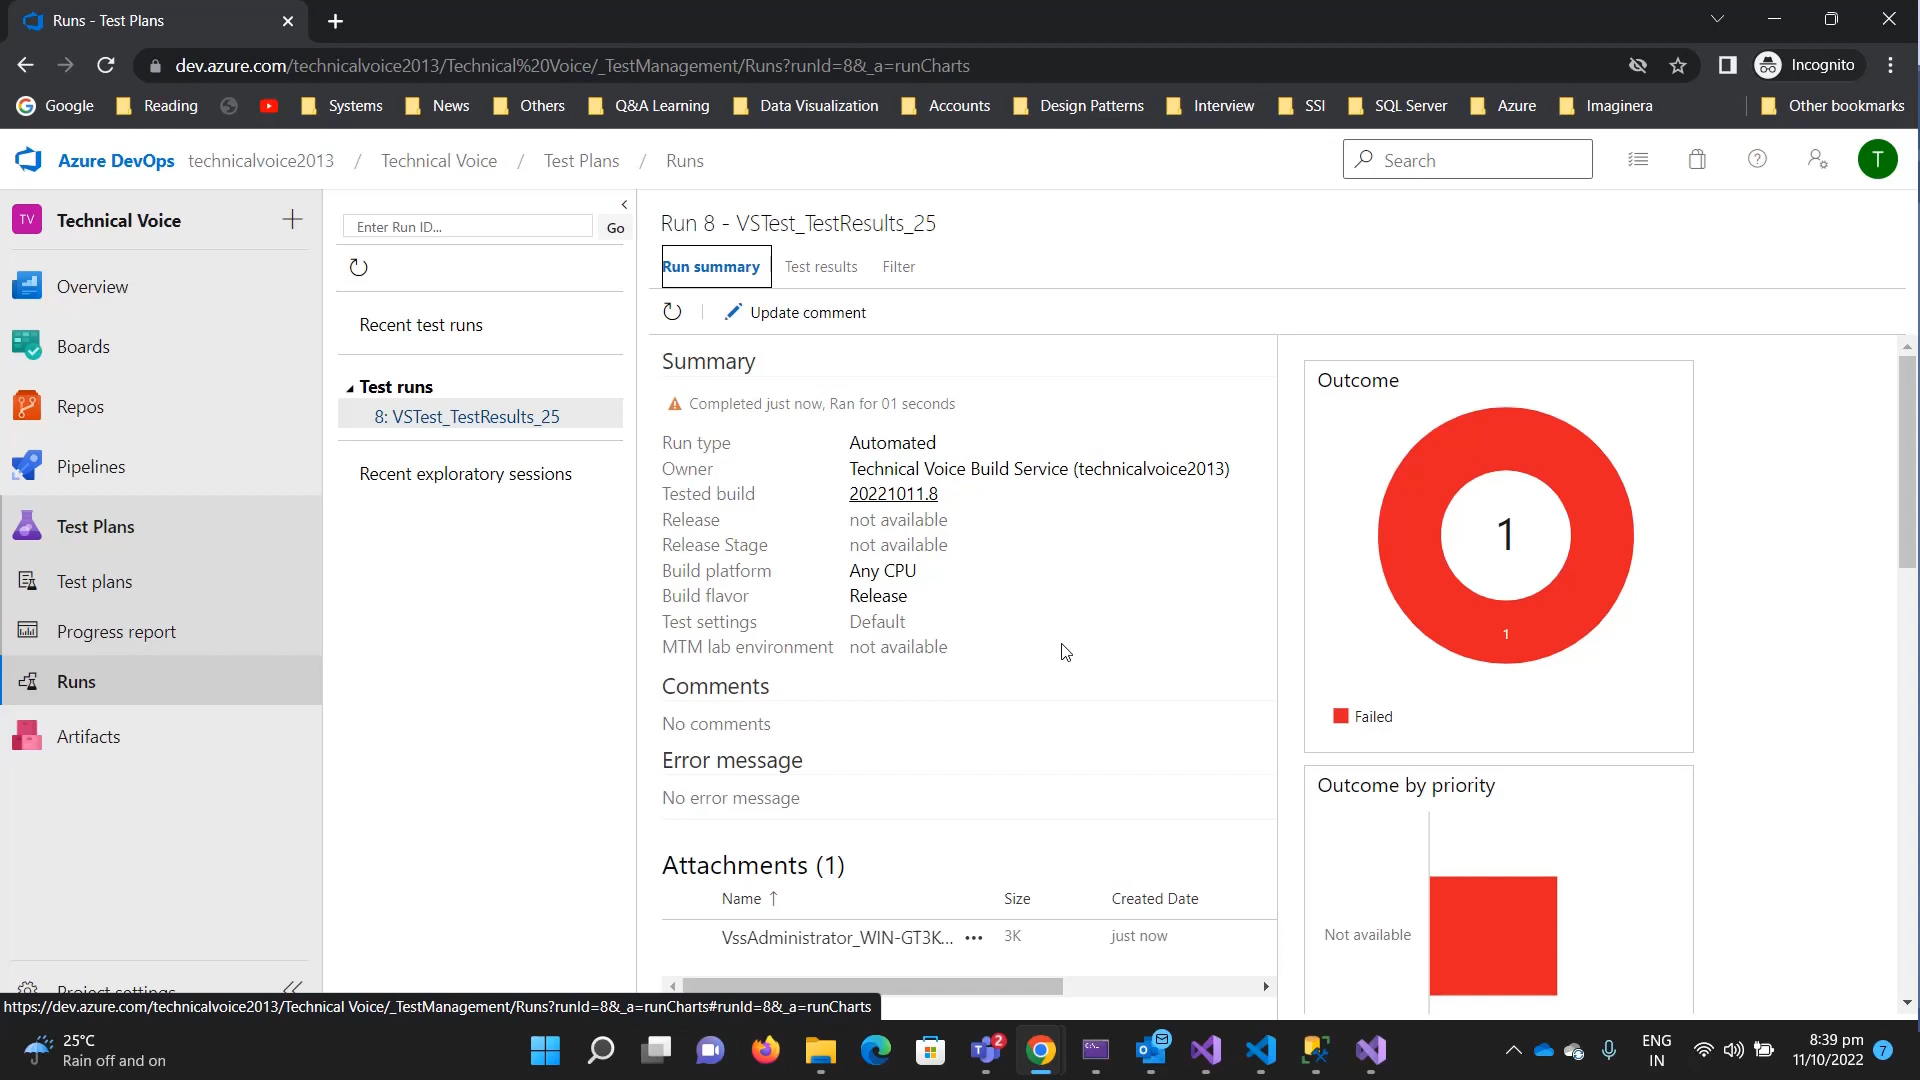 Runs - Test Plans
dev.azure.com/technicalvoice2013/Technical%20Voice/_TestManagement/Runs?runId=8&_a=runCharts
Incognito
Google
Reading
Systems
News
Others
Q&A Learning
Data Visualization
Accounts
Design Patterns
Interview
SSI
SQL Server
Azure
Imaginera
Other bookmarks
Azure DevOps technicalvoice2013 / Technical Voice / Test Plans / Runs
Search
T
TV Technical Voice
Overview
Boards
Repos
Pipelines
Test Plans
Test plans
Progress report
Runs
Artifacts
Enter Run ID...
Go
Recent test runs
Test runs
8: VSTest_TestResults_25
Recent exploratory sessions
Run 8 - VSTest_TestResults_25
Run summary Test results Filter
Update comment
Summary
Completed just now, Ran for 01 seconds
Run type Automated
Owner Technical Voice Build Service (technicalvoice2013)
Tested build 20221011.8
Release not available
Release Stage not available
Build platform Any CPU
Build flavor Release
Test settings Default
MTM lab environment not available
Comments
No comments
Error message
No error message
Attachments (1)
Name ↑ Size Created Date
VssAdministrator_WIN-GT3K... ••• 3K just now
Outcome
1
1
Failed
Outcome by priority
Not available
Project settings
https://dev.azure.com/technicalvoice2013/Technical Voice/_TestManagement/Runs?runId=8&_a=runCharts#runId=8&_a=runCharts
25°C
Rain off and on
2
ENG
IN
8:39 pm
11/10/2022
7